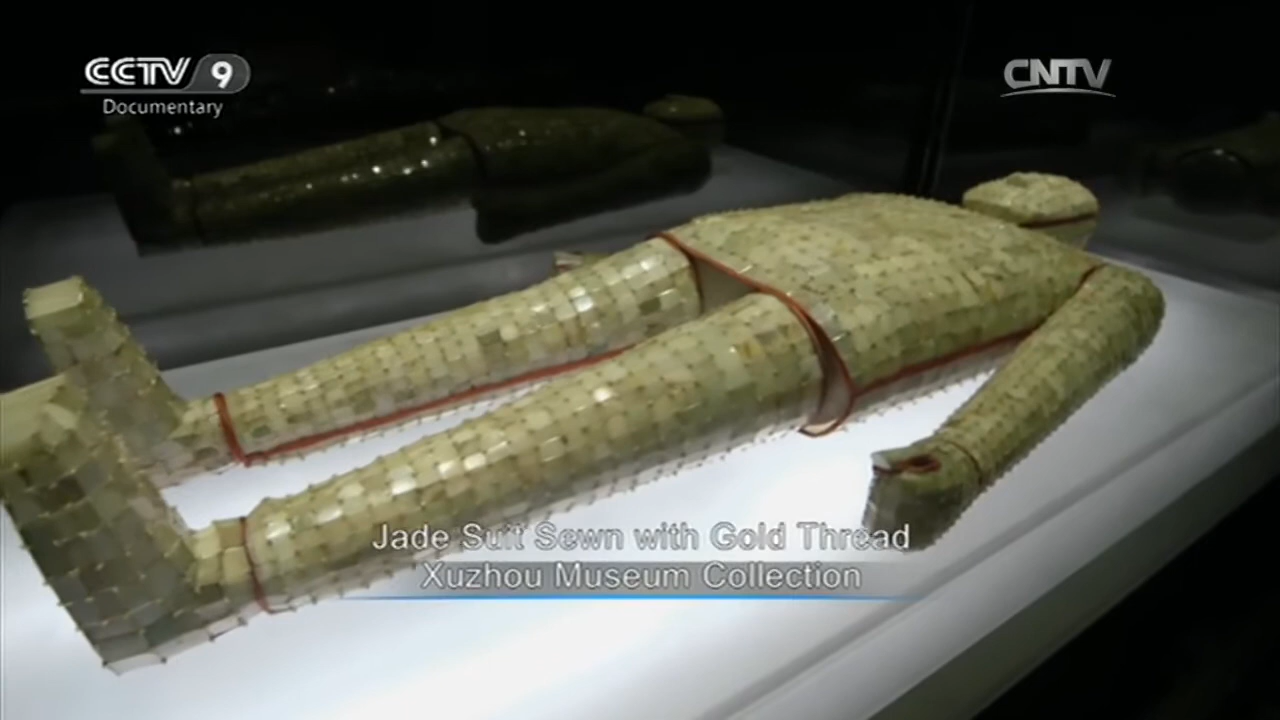 CCTV 9
Documentary
CNTV
Jade Suit Sewn with Gold Thread
Xuzhou Museum Collection